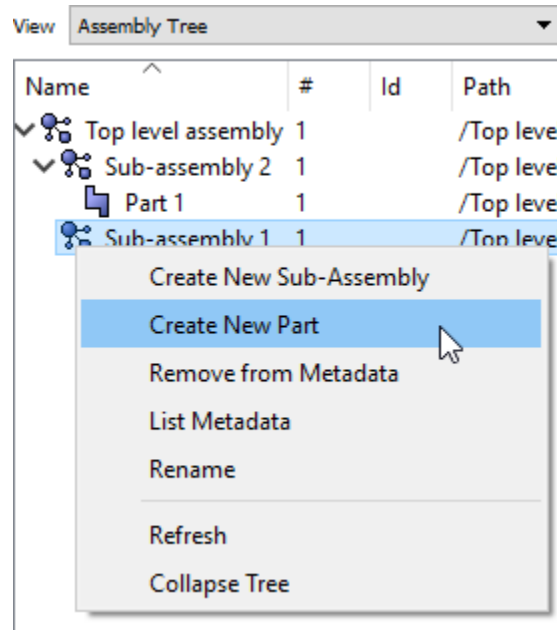 View Assembly Tree
Name # Id Path
Top level assembly 1 /Top leve
Sub-assembly 2 1 /Top leve
Part 1 1 /Top leve
Sub-assembly 1 1 /Top leve
Create New Sub-Assembly
Create New Part
Remove from Metadata
List Metadata
Rename
Refresh
Collapse Tree